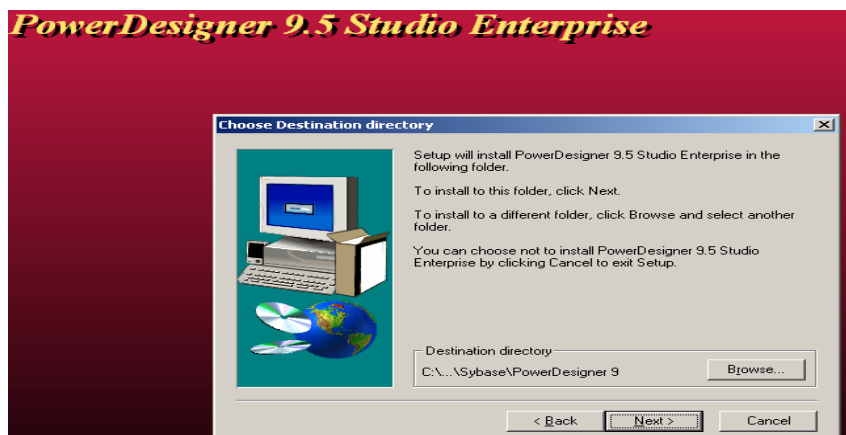 PowerDesigner 9.5 Studio Enterprise
Choose Destination directory
Setup will install PowerDesigner 9.5 Studio Enterprise in the
following folder.
To install to this folder, click Next.
To install to a different folder, click Browse and select another
folder.
You can choose not to install PowerDesigner 9.5 Studio
Enterprise by clicking Cancel to exit Setup.
Destination directory
C:\...\Sybase\PowerDesigner 9
Browse...
< Back
Next >
Cancel